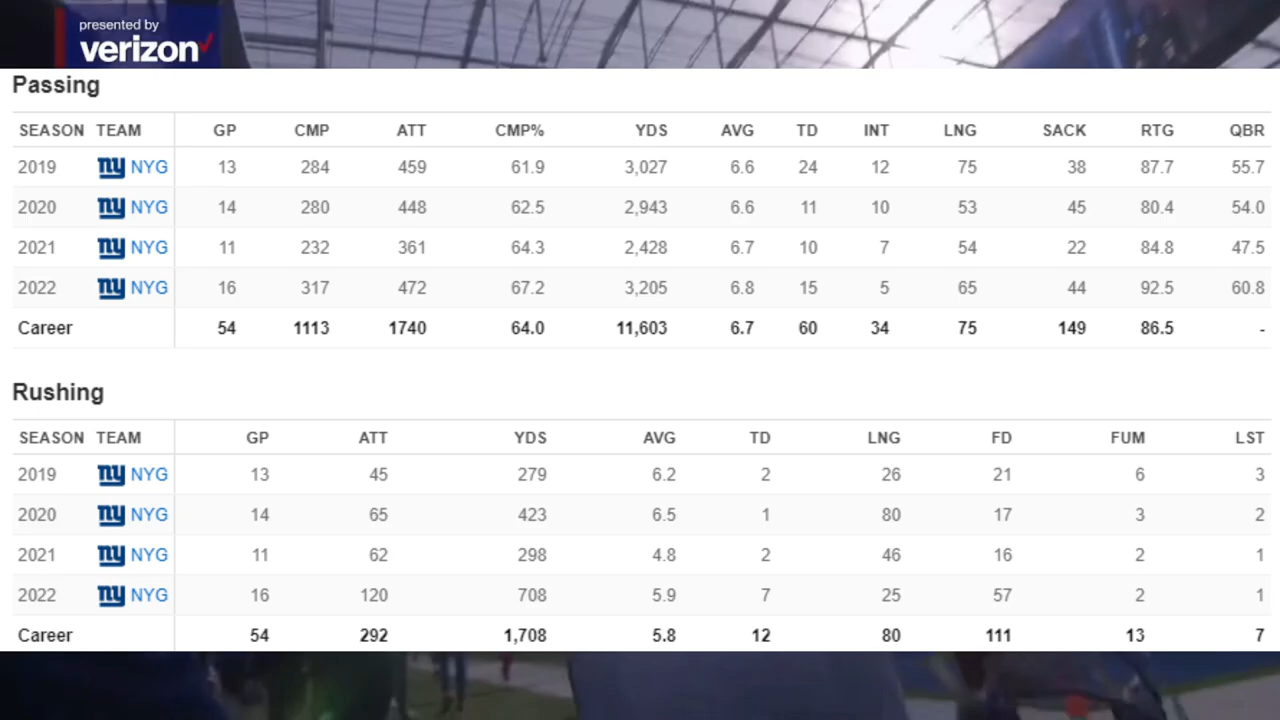 presented by
verizon
Passing
SEASON TEAM GP CMP ATT CMP% YDS AVG TD INT LNG SACK RTG QBR
2019 ny NYG 13 284 459 61.9 3,027 6.6 24 12 75 38 87.7 55.7
2020 ny NYG 14 280 448 62.5 2,943 6.6 11 10 53 45 80.4 54.0
2021 ny NYG 11 232 361 64.3 2,428 6.7 10 7 54 22 84.8 47.5
2022 ny NYG 16 317 472 67.2 3,205 6.8 15 5 65 44 92.5 60.8
Career 54 1113 1740 64.0 11,603 6.7 60 34 75 149 86.5 -
Rushing
SEASON TEAM GP ATT YDS AVG TD LNG FD FUM LST
2019 ny NYG 13 45 279 6.2 2 26 21 6 3
2020 ny NYG 14 65 423 6.5 1 80 17 3 2
2021 ny NYG 11 62 298 4.8 2 46 16 2 1
2022 ny NYG 16 120 708 5.9 7 25 57 2 1
Career 54 292 1,708 5.8 12 80 111 13 7